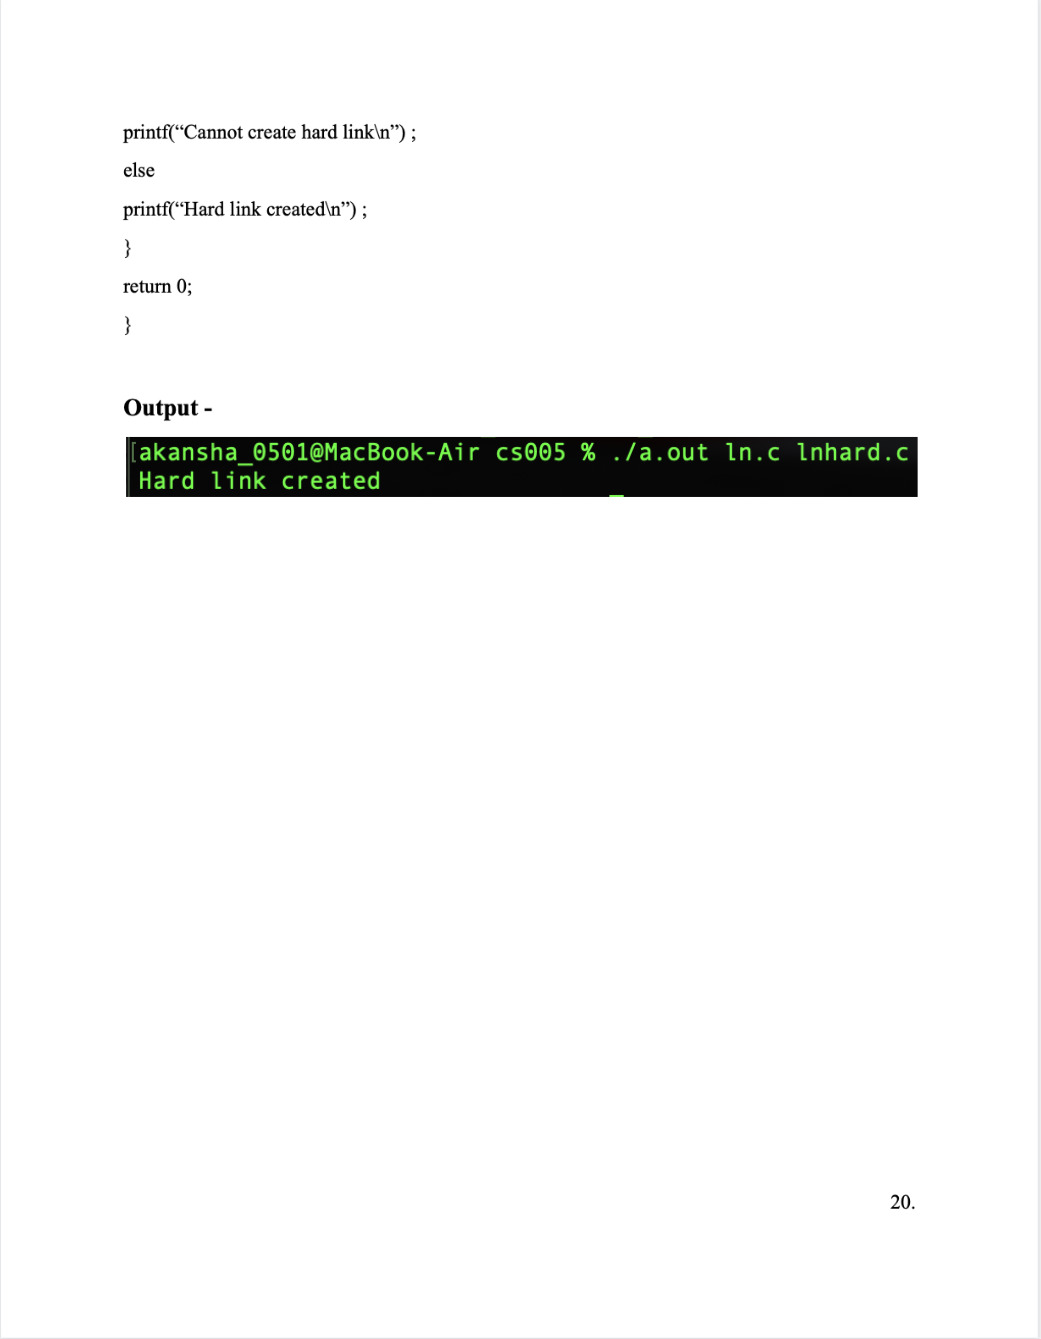 printf(“Cannot create hard link\n”) ;
else
printf(“Hard link created\n”) ;
}
return 0;
}
Output -
[akansha_0501@MacBook-Air cs005 % ./a.out ln.c lnhard.c
Hard link created
20.